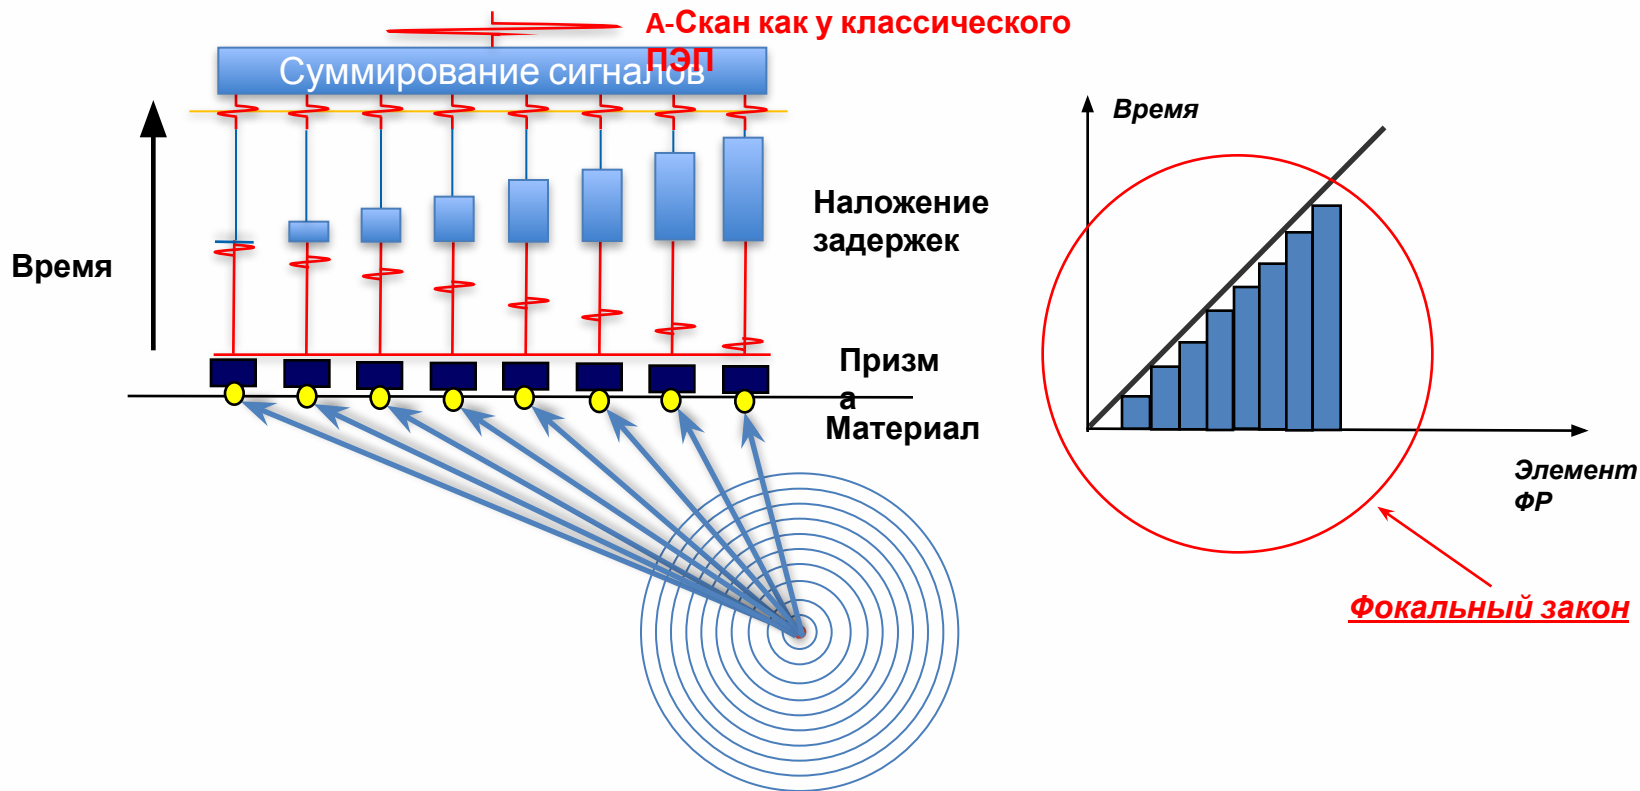 А-Скан как у классического
ПЭП
Суммирование сигналов
Время
Наложение
задержек
Время
Призм
а
Материал
Элемент
ФР
Фокальный закон